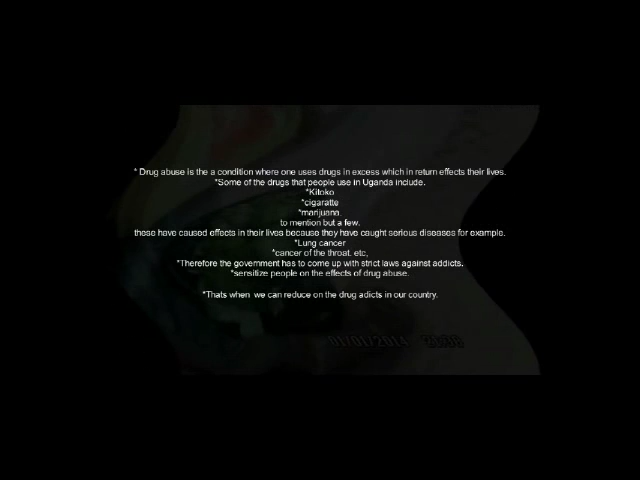 * Drug abuse is the a condition where one uses drugs in excess which in return effects their lives.
*Some of the drugs that people use in Uganda include.
*Kitoko
*cigaratte
*marijuana.
to mention but a few.
these have caused effects in their lives because they have caught serious diseases for example.
*Lung cancer
*cancer of the throat. etc,
*Therefore the government has to come up with strict laws against addicts.
*sensitize people on the effects of drug abuse.
*Thats when we can reduce on the drug adicts in our country.
01/01/2014